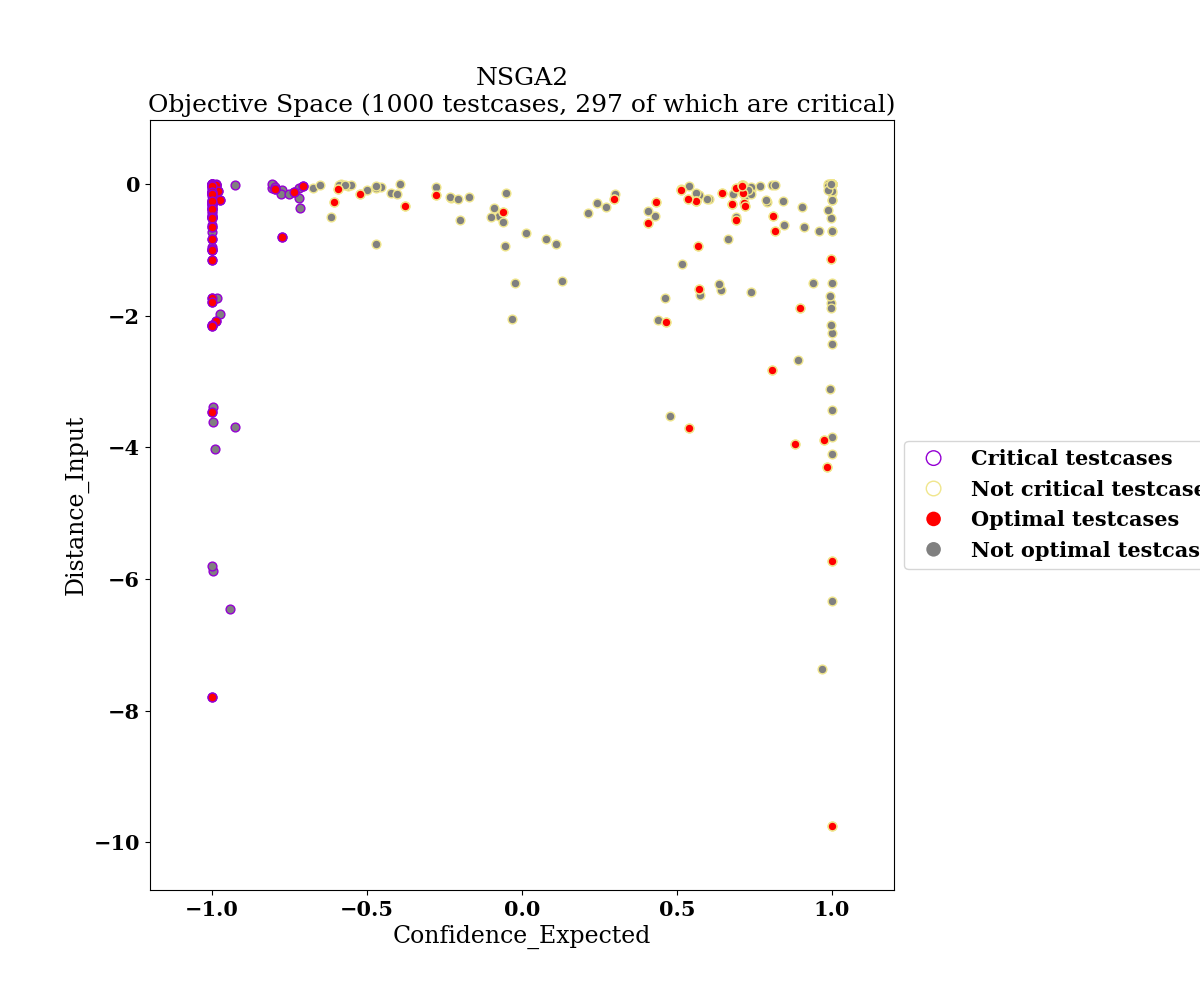 NSGA2
Objective Space (1000 testcases, 297 of which are critical)
0
−2
−4
−6
−8
−10
Distance_Input
−1.0
−0.5
0.0
0.5
1.0
Confidence_Expected
Critical testcases
Not critical testcase
Optimal testcases
Not optimal testcas